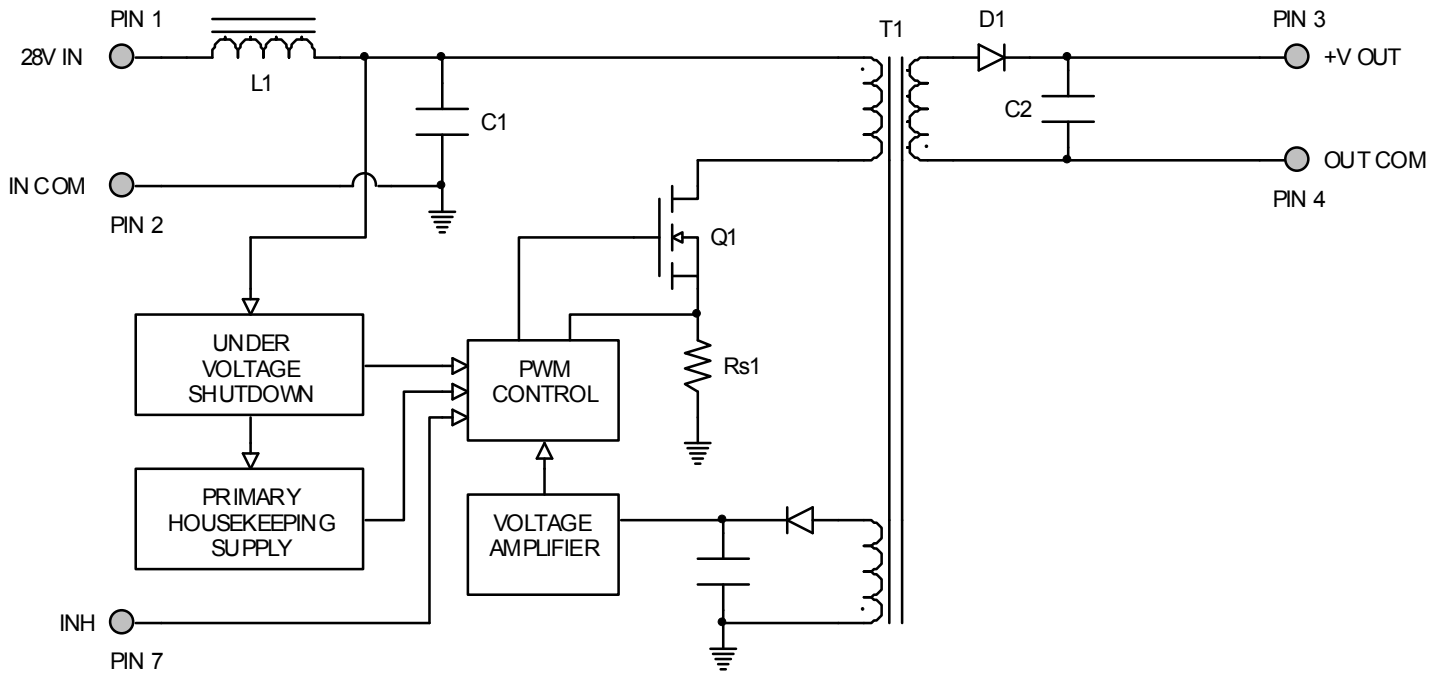 PIN 1
28V IN
L1
C1
IN COM
PIN 2
T1
D1
PIN 3
+V OUT
C2
OUT COM
PIN 4
Q1
UNDER
VOLTAGE
SHUTDOWN
PWM
CONTROL
Rs1
PRIMARY
HOUSEKEEPING
SUPPLY
VOLTAGE
AMPLIFIER
INH
PIN 7